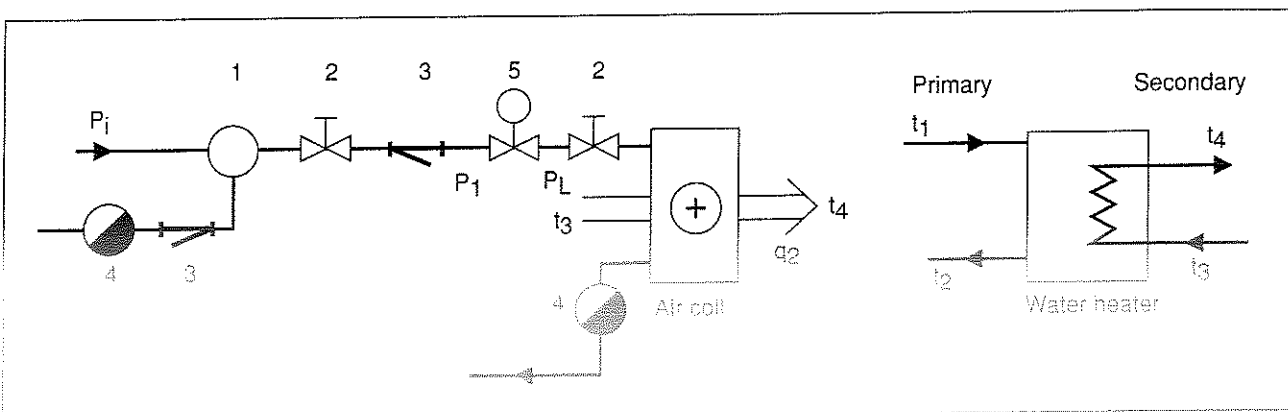 1 2 3 5 2
Primary Secondary
Pi
t1
t4
P1 PL
t3
t4
q2
4 3
4
Air coil
t2
t3
Water heater